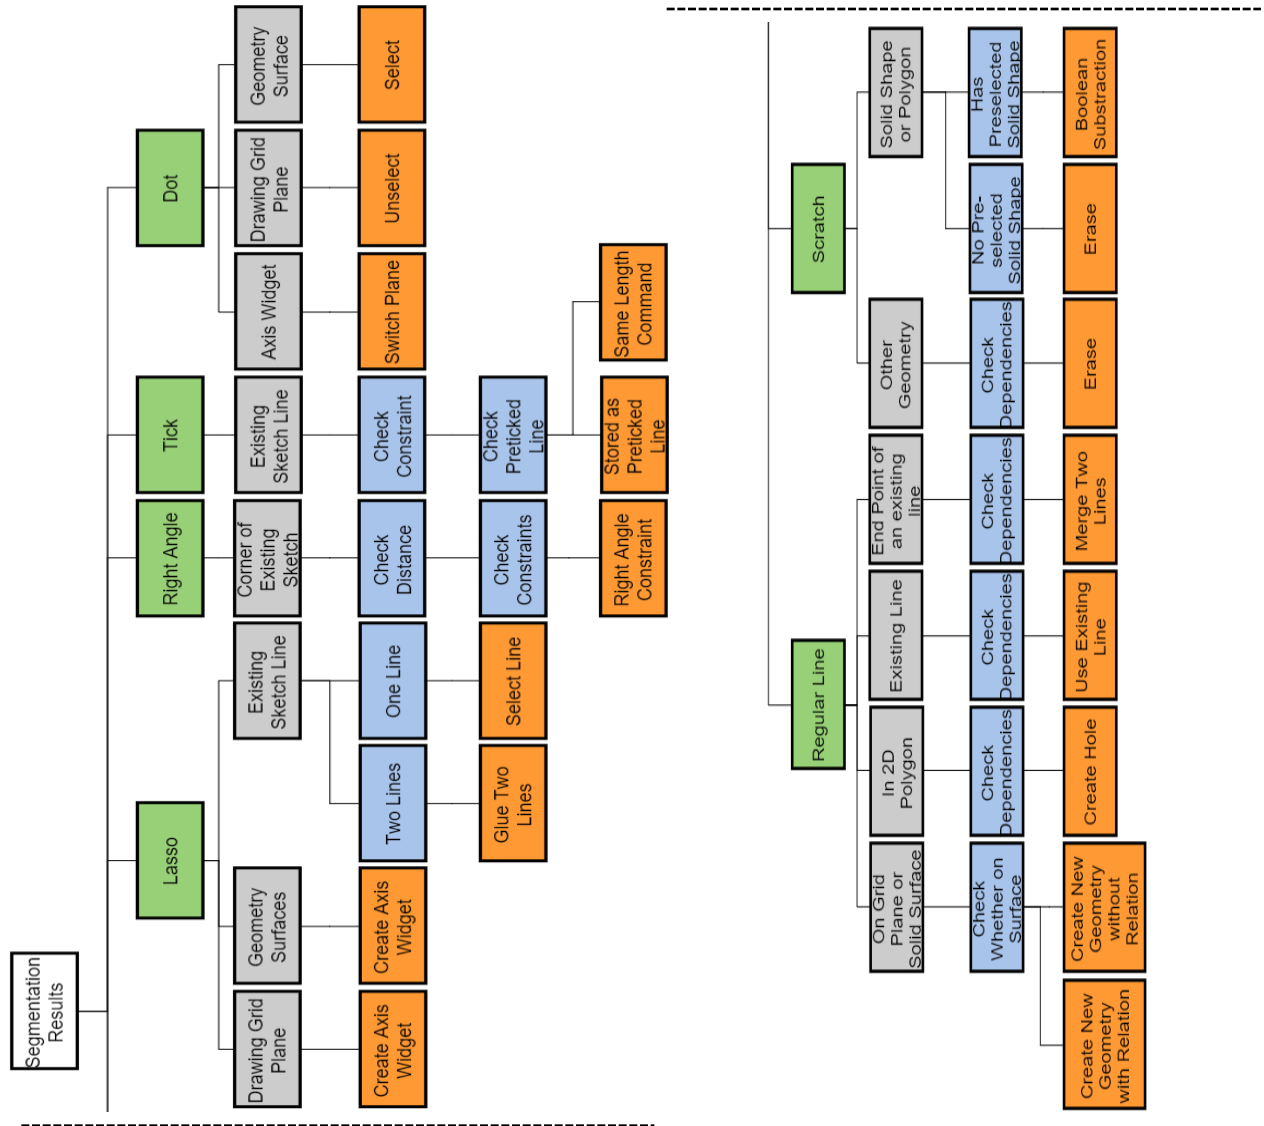 Segmentation
Results
Lasso
Right Angle
Tick
Dot
Drawing Grid
Plane
Geometry
Surfaces
Existing
Sketch Line
Corner of
Existing
Sketch
Existing
Sketch Line
Axis Widget
Drawing Grid
Plane
Geometry
Surface
Create Axis
Widget
Create Axis
Widget
Two Lines
One Line
Check
Distance
Check
Constraint
Switch Plane
Unselect
Select
Glue Two
Lines
Select Line
Check
Constraints
Check
Preticked
Line
Right Angle
Constraint
Stored as
Preticked
Line
Same Length
Command
Regular Line
Scratch
On Grid
Plane or
Solid Surface
In 2D
Polygon
Existing Line
End Point of
an existing
line
Other
Geometry
Solid Shape
or Polygon
Check
Whether on
Surface
Check
Dependencies
Check
Dependencies
Check
Dependencies
Check
Dependencies
No Pre-
selected
Solid Shape
Has
Preselected
Solid Shape
Create New
Geometry
with Relation
Create New
Geometry
without
Relation
Create Hole
Use Existing
Line
Merge Two
Lines
Erase
Erase
Boolean
Substraction